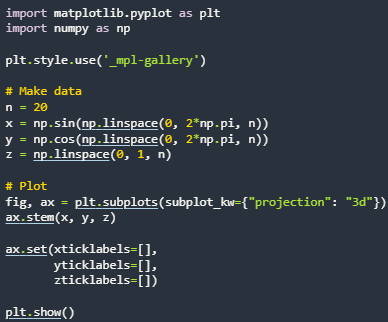 import matplotlib.pyplot as plt
import numpy as np

plt.style.use('_mpl-gallery')

# Make data
n = 20
x = np.sin(np.linspace(0, 2*np.pi, n))
y = np.cos(np.linspace(0, 2*np.pi, n))
z = np.linspace(0, 1, n)

# Plot
fig, ax = plt.subplots(subplot_kw={"projection": "3d"})
ax.stem(x, y, z)

ax.set(xticklabels=[],
       yticklabels=[],
       zticklabels=[])

plt.show()